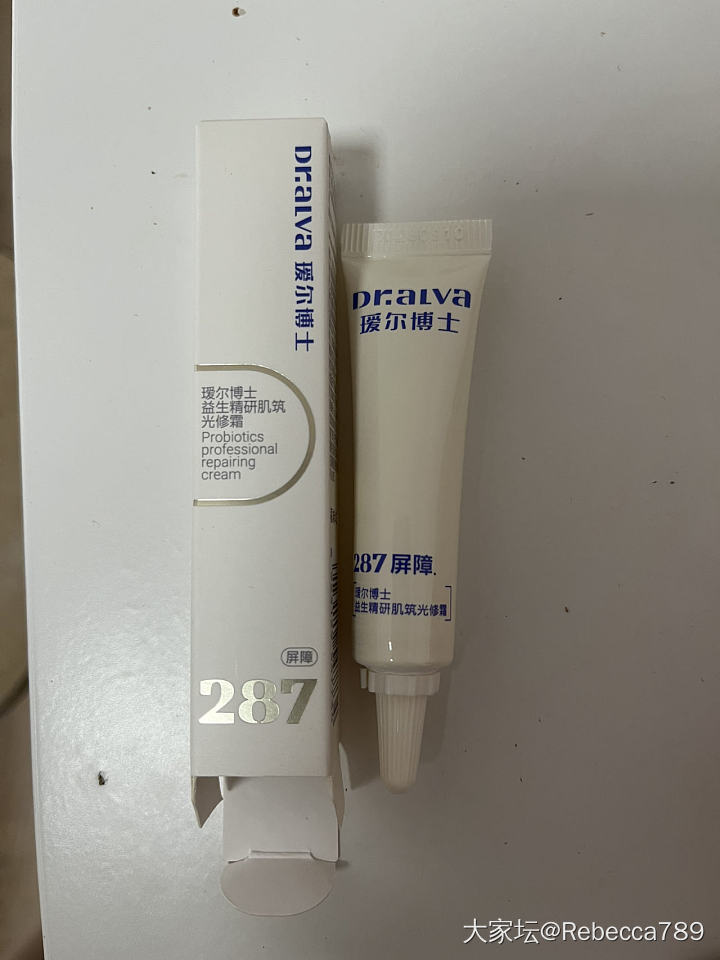 Dr.aLva 瑷尔博士
瑷尔博士
益生精研肌筑
光修霜
Probiotics
professional
repairing
cream
屏障
287
Dr.aLva
瑷尔博士
287 屏障.
瑷尔博士
益生精研肌筑光修霜
大家坛@Rebecca789